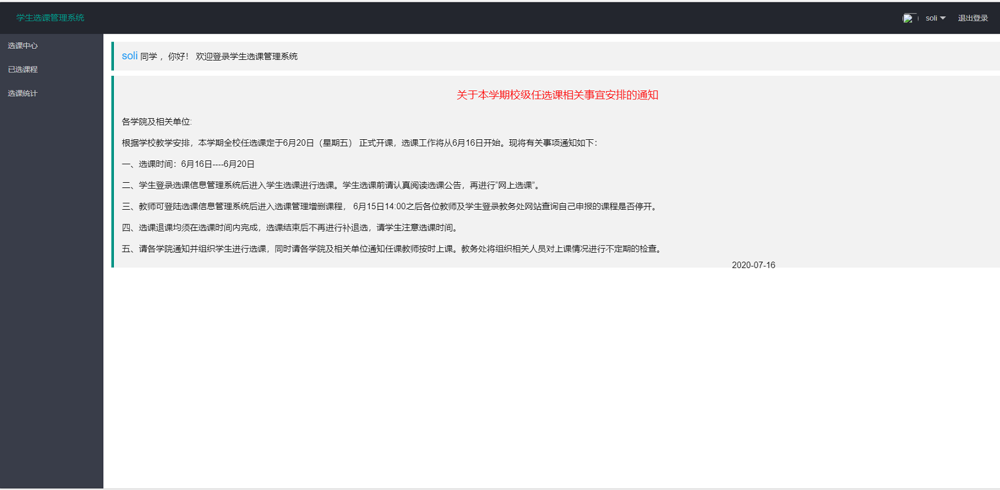 学生选课管理系统
soli
退出登录
选课中心
已选课程
选课统计
soli 同学 ，你好！ 欢迎登录学生选课管理系统
关于本学期校级任选课相关事宜安排的通知
各学院及相关单位:
根据学校教学安排，本学期全校任选课定于6月20日（星期五） 正式开课，选课工作将从6月16日开始。现将有关事项通知如下：
一、选课时间：6月16日----6月20日
二、学生登录选课信息管理系统后进入学生选课进行选课。学生选课前请认真阅读选课公告，再进行“网上选课”。
三、教师可登陆选课信息管理系统后进入选课管理增删课程， 6月15日14:00之后各位教师及学生登录教务处网站查询自己申报的课程是否停开。
四、选课退课均须在选课时间内完成，选课结束后不再进行补退选，请学生注意选课时间。
五、请各学院通知并组织学生进行选课，同时请各学院及相关单位通知任课教师按时上课。教务处将组织相关人员对上课情况进行不定期的检查。
2020-07-16